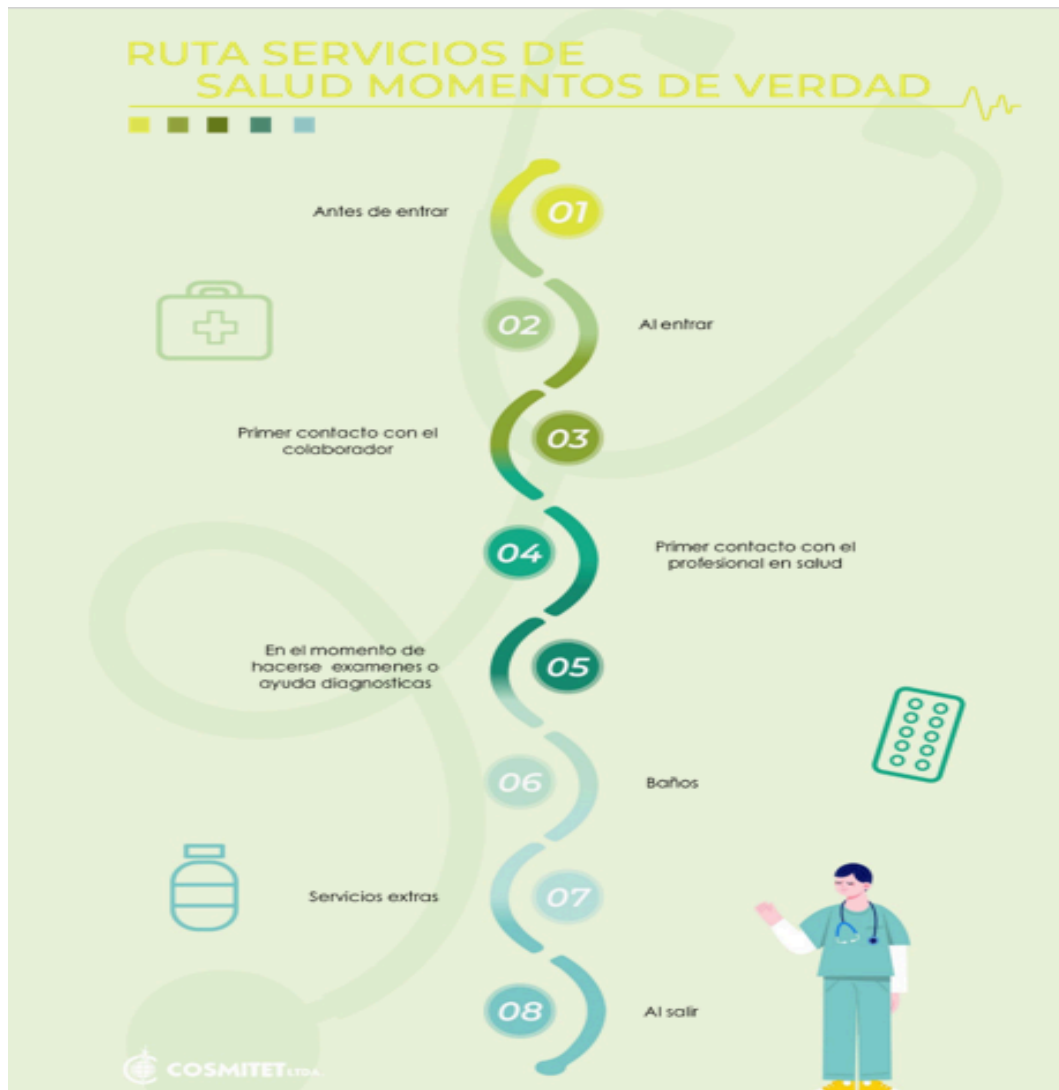 RUTA SERVICIOS DE
SALUD MOMENTOS DE VERDAD
Antes de entrar
01
02
Al entrar
Primer contacto con el
colaborador
03
04
Primer contacto con el
profesional en salud
En el momento de
hacerse examenes o
ayuda diagnosticas
05
06
Baños
Servicios extras
07
08
Al salir
COSMITET LTDA.